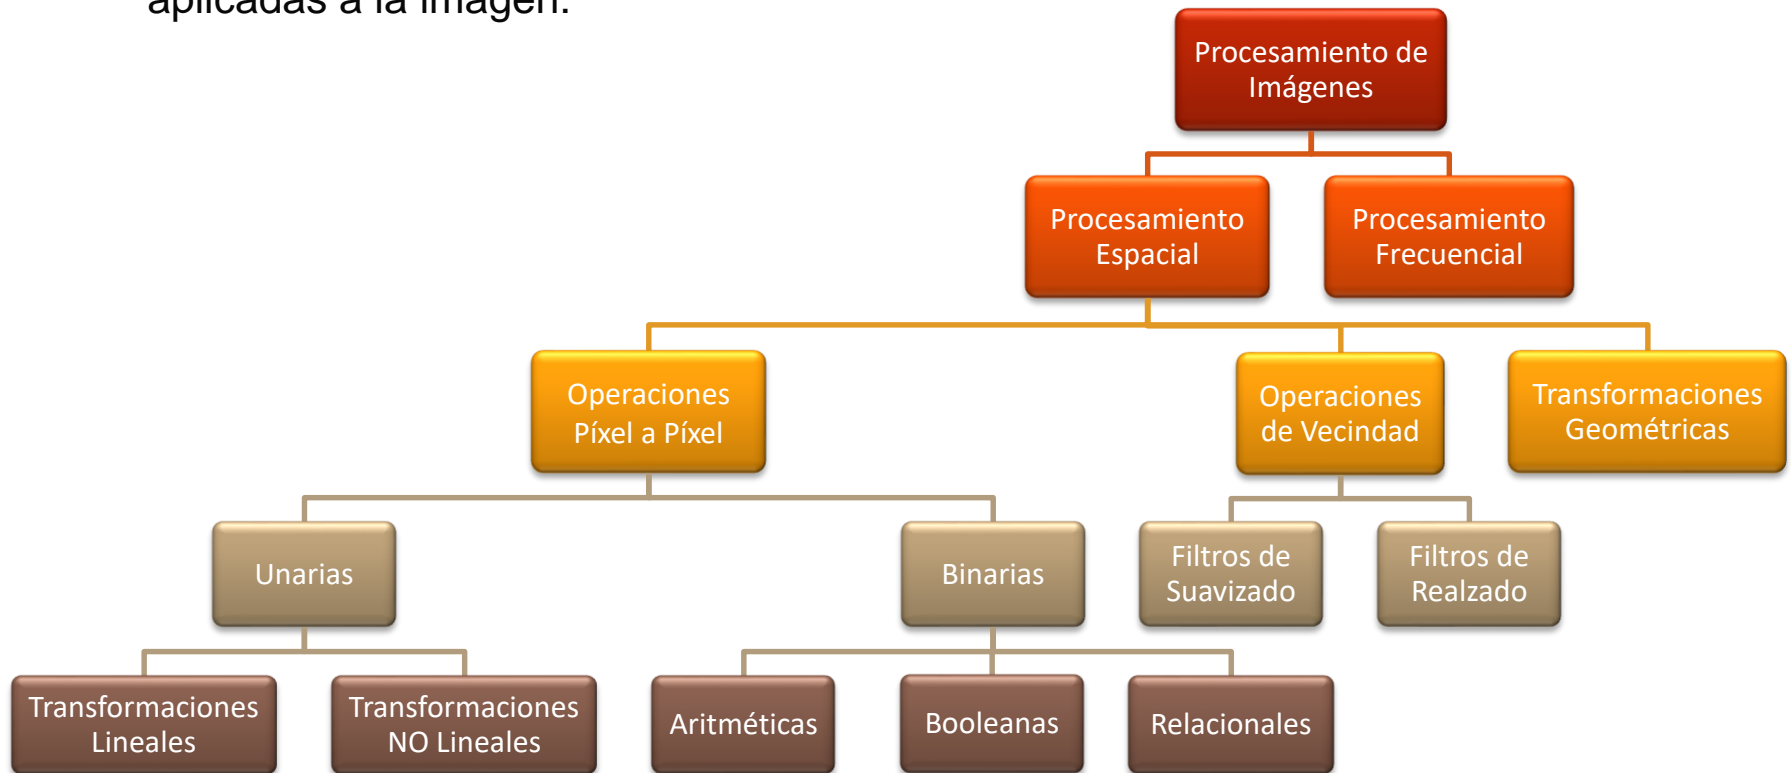 aplicadas a la imagen.
Procesamiento de
Imágenes
Procesamiento
Espacial
Procesamiento
Frecuencial
Operaciones
Píxel a Píxel
Operaciones
de Vecindad
Transformaciones
Geométricas
Unarias
Binarias
Filtros de
Suavizado
Filtros de
Realzado
Transformaciones
Lineales
Transformaciones
NO Lineales
Aritméticas
Booleanas
Relacionales